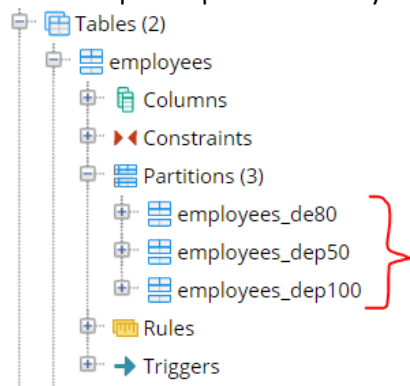 Tables (2)
employees
Columns
Constraints
Partitions (3)
employees_de80
employees_dep50
employees_dep100
Rules
Triggers